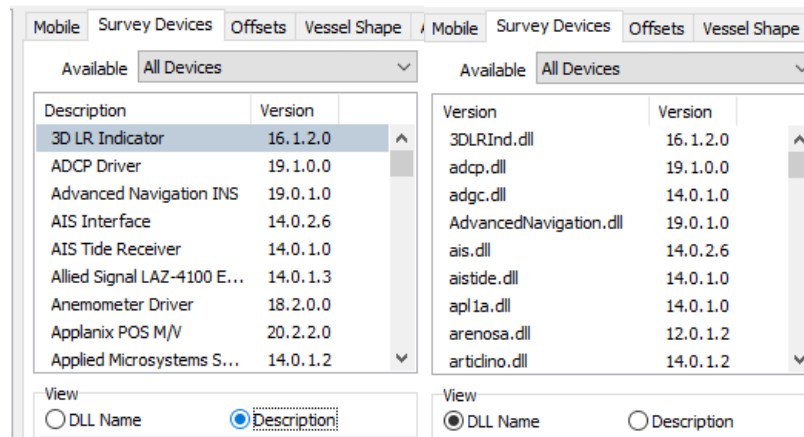 Mobile Survey Devices Offsets Vessel Shape
Available All Devices
Description Version
3D LR Indicator 16.1.2.0
ADCP Driver 19.1.0.0
Advanced Navigation INS 19.0.1.0
AIS Interface 14.0.2.6
AIS Tide Receiver 14.0.1.0
Allied Signal LAZ-4100 E... 14.0.1.3
Anemometer Driver 18.2.0.0
Applanix POS M/V 20.2.2.0
Applied Microsystems S... 14.0.1.2
View
DLL Name Description
Mobile Survey Devices Offsets Vessel Shape
Available All Devices
Version Version
3DLRInd.dll 16.1.2.0
adcp.dll 19.1.0.0
adgc.dll 14.0.1.0
AdvancedNavigation.dll 19.0.1.0
ais.dll 14.0.2.6
aistide.dll 14.0.1.0
apl1a.dll 14.0.1.0
arenosa.dll 12.0.1.2
articlino.dll 14.0.1.2
View
DLL Name Description